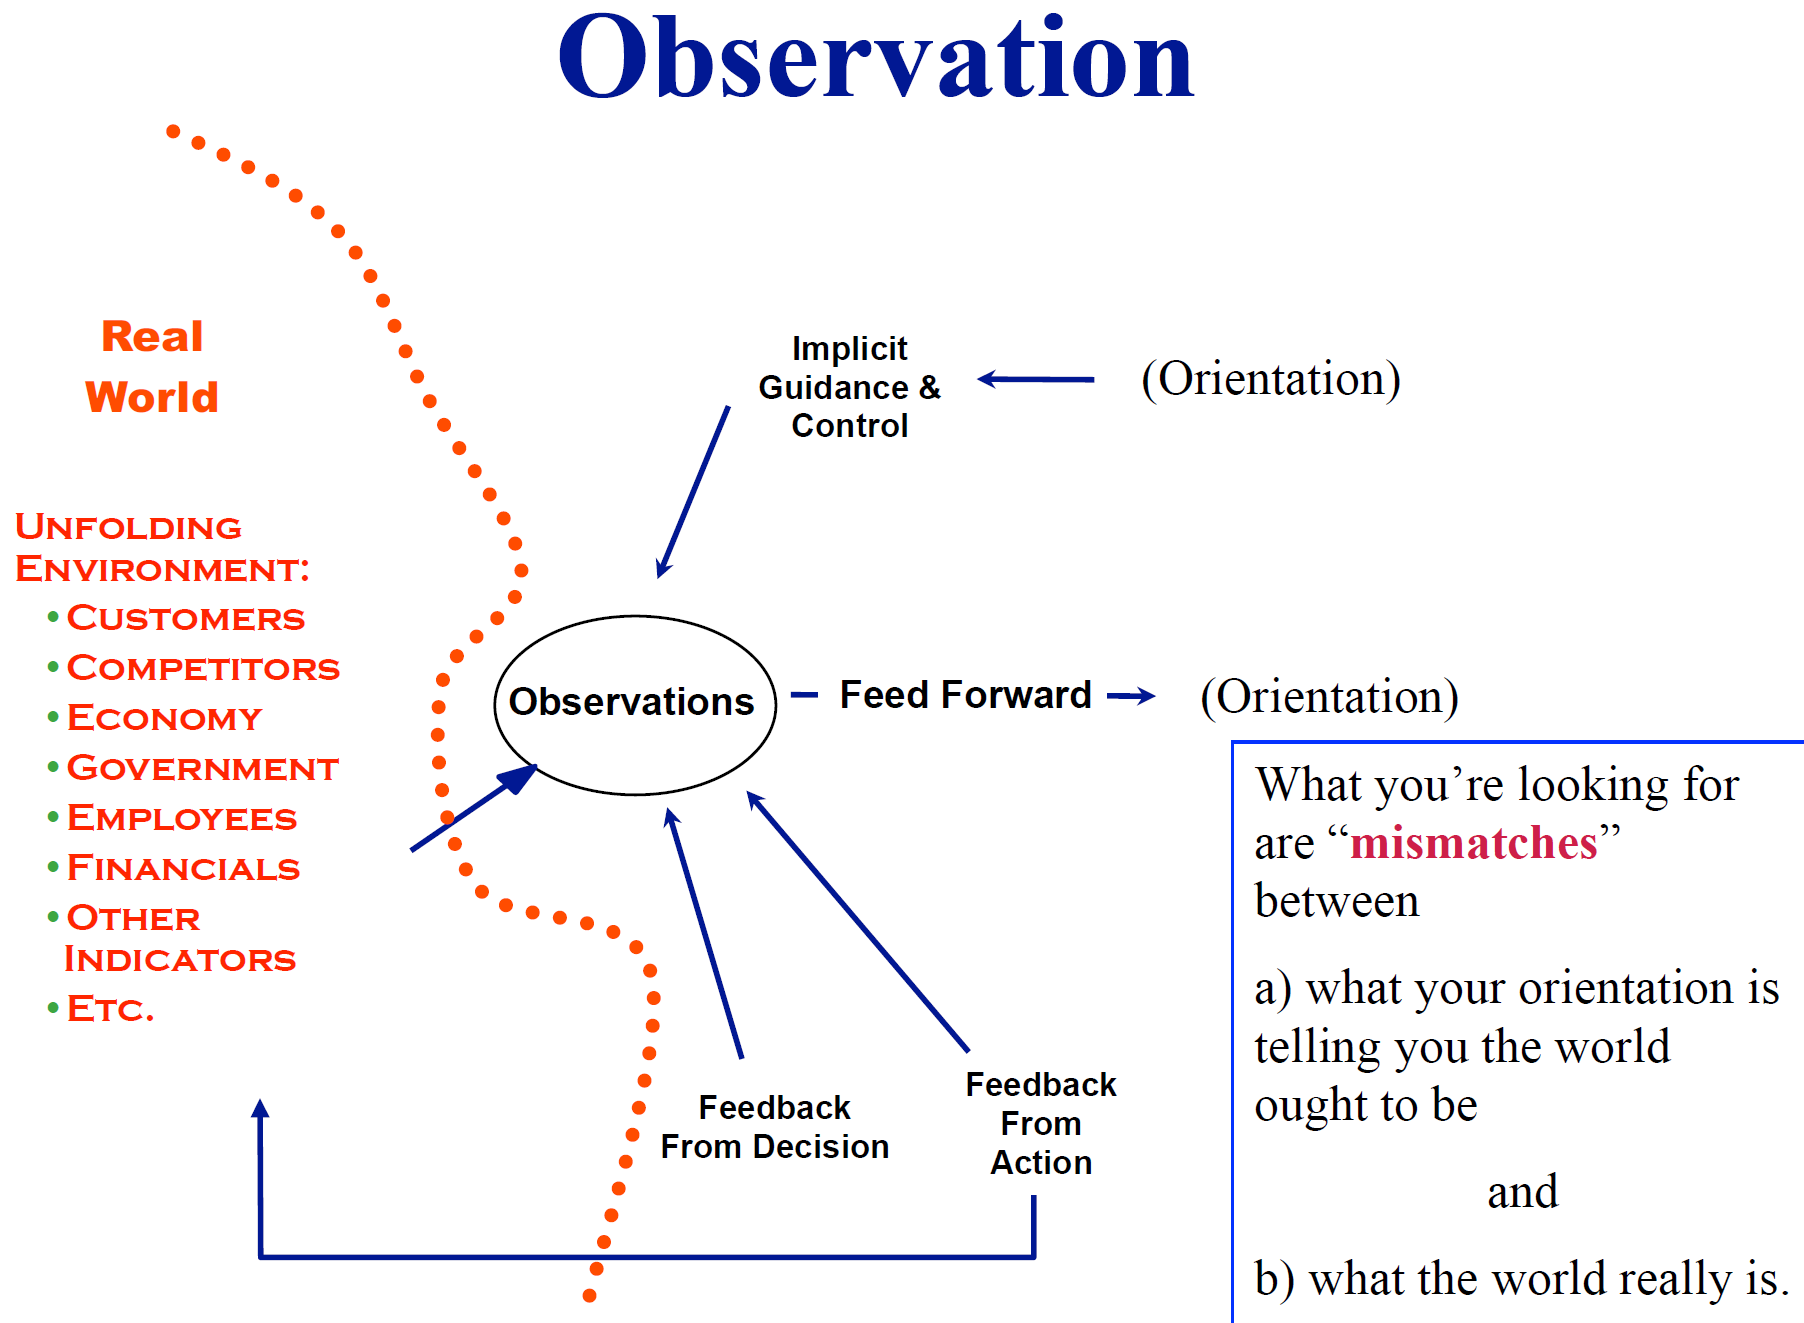 Observation
Real
World
UNFOLDING
ENVIRONMENT:
• CUSTOMERS
• COMPETITORS
• ECONOMY
• GOVERNMENT
• EMPLOYEES
• FINANCIALS
• OTHER
INDICATORS
• ETC.
Implicit
Guidance &
Control
(Orientation)
Observations
Feed Forward
(Orientation)
Feedback
From Decision
Feedback
From
Action
What you’re looking for
are “mismatches”
between
a) what your orientation is
telling you the world
ought to be
and
b) what the world really is.